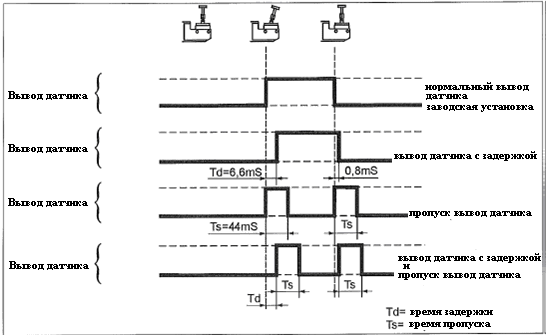 Вывод датчика
нормальный вывод
датчика
заводская установка
Вывод датчика
вывод датчика с задержкой
Td=6,6mS
0,8mS
Вывод датчика
пропуск вывод датчика
Ts=44mS
Ts
Вывод датчика
вывод датчика с задержкой
и
пропуск вывод датчика
Ts
Ts
Td
Td= время задержки
Ts= время пропуска